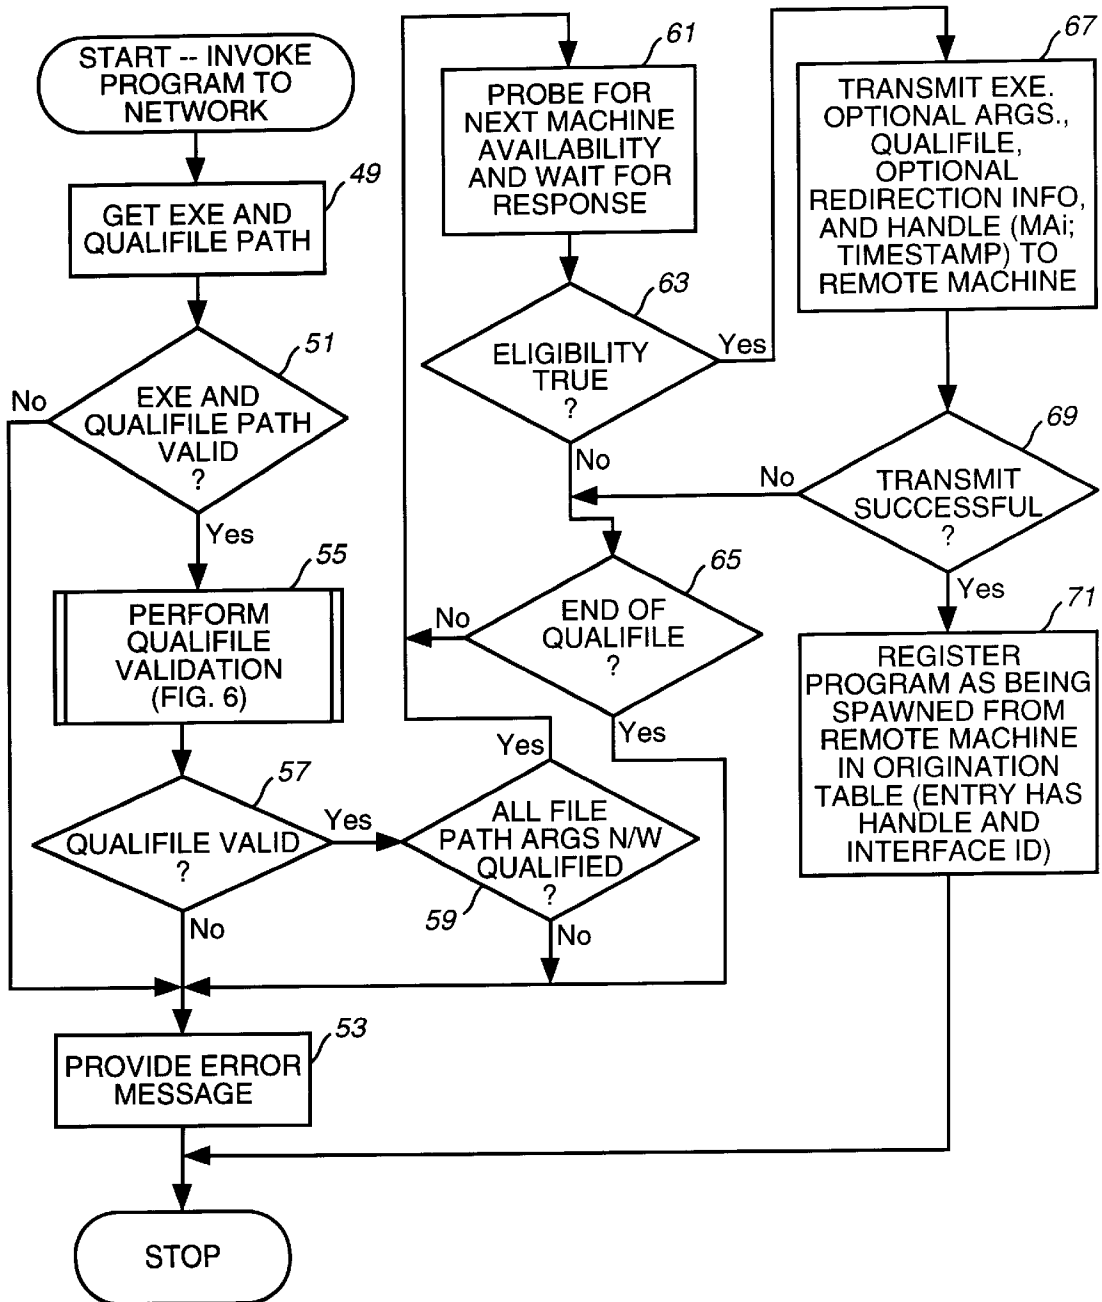 START -- INVOKE
PROGRAM TO
NETWORK
49
GET EXE AND
QUALIFILE PATH
51
EXE AND
QUALIFILE PATH
VALID
?
No
Yes
55
PERFORM
QUALIFILE
VALIDATION
(FIG. 6)
57
QUALIFILE VALID
?
Yes
No
59
ALL FILE
PATH ARGS N/W
QUALIFIED
?
Yes
No
53
PROVIDE ERROR
MESSAGE
STOP
61
PROBE FOR
NEXT MACHINE
AVAILABILITY
AND WAIT FOR
RESPONSE
63
ELIGIBILITY
TRUE
?
Yes
No
65
END OF
QUALIFILE
?
No
Yes
67
TRANSMIT EXE.
OPTIONAL ARGS.,
QUALIFILE,
OPTIONAL
REDIRECTION INFO,
AND HANDLE (MAi;
TIMESTAMP) TO
REMOTE MACHINE
69
TRANSMIT
SUCCESSFUL
?
No
Yes
71
REGISTER
PROGRAM AS BEING
SPAWNED FROM
REMOTE MACHINE
IN ORIGINATION
TABLE (ENTRY HAS
HANDLE AND
INTERFACE ID)